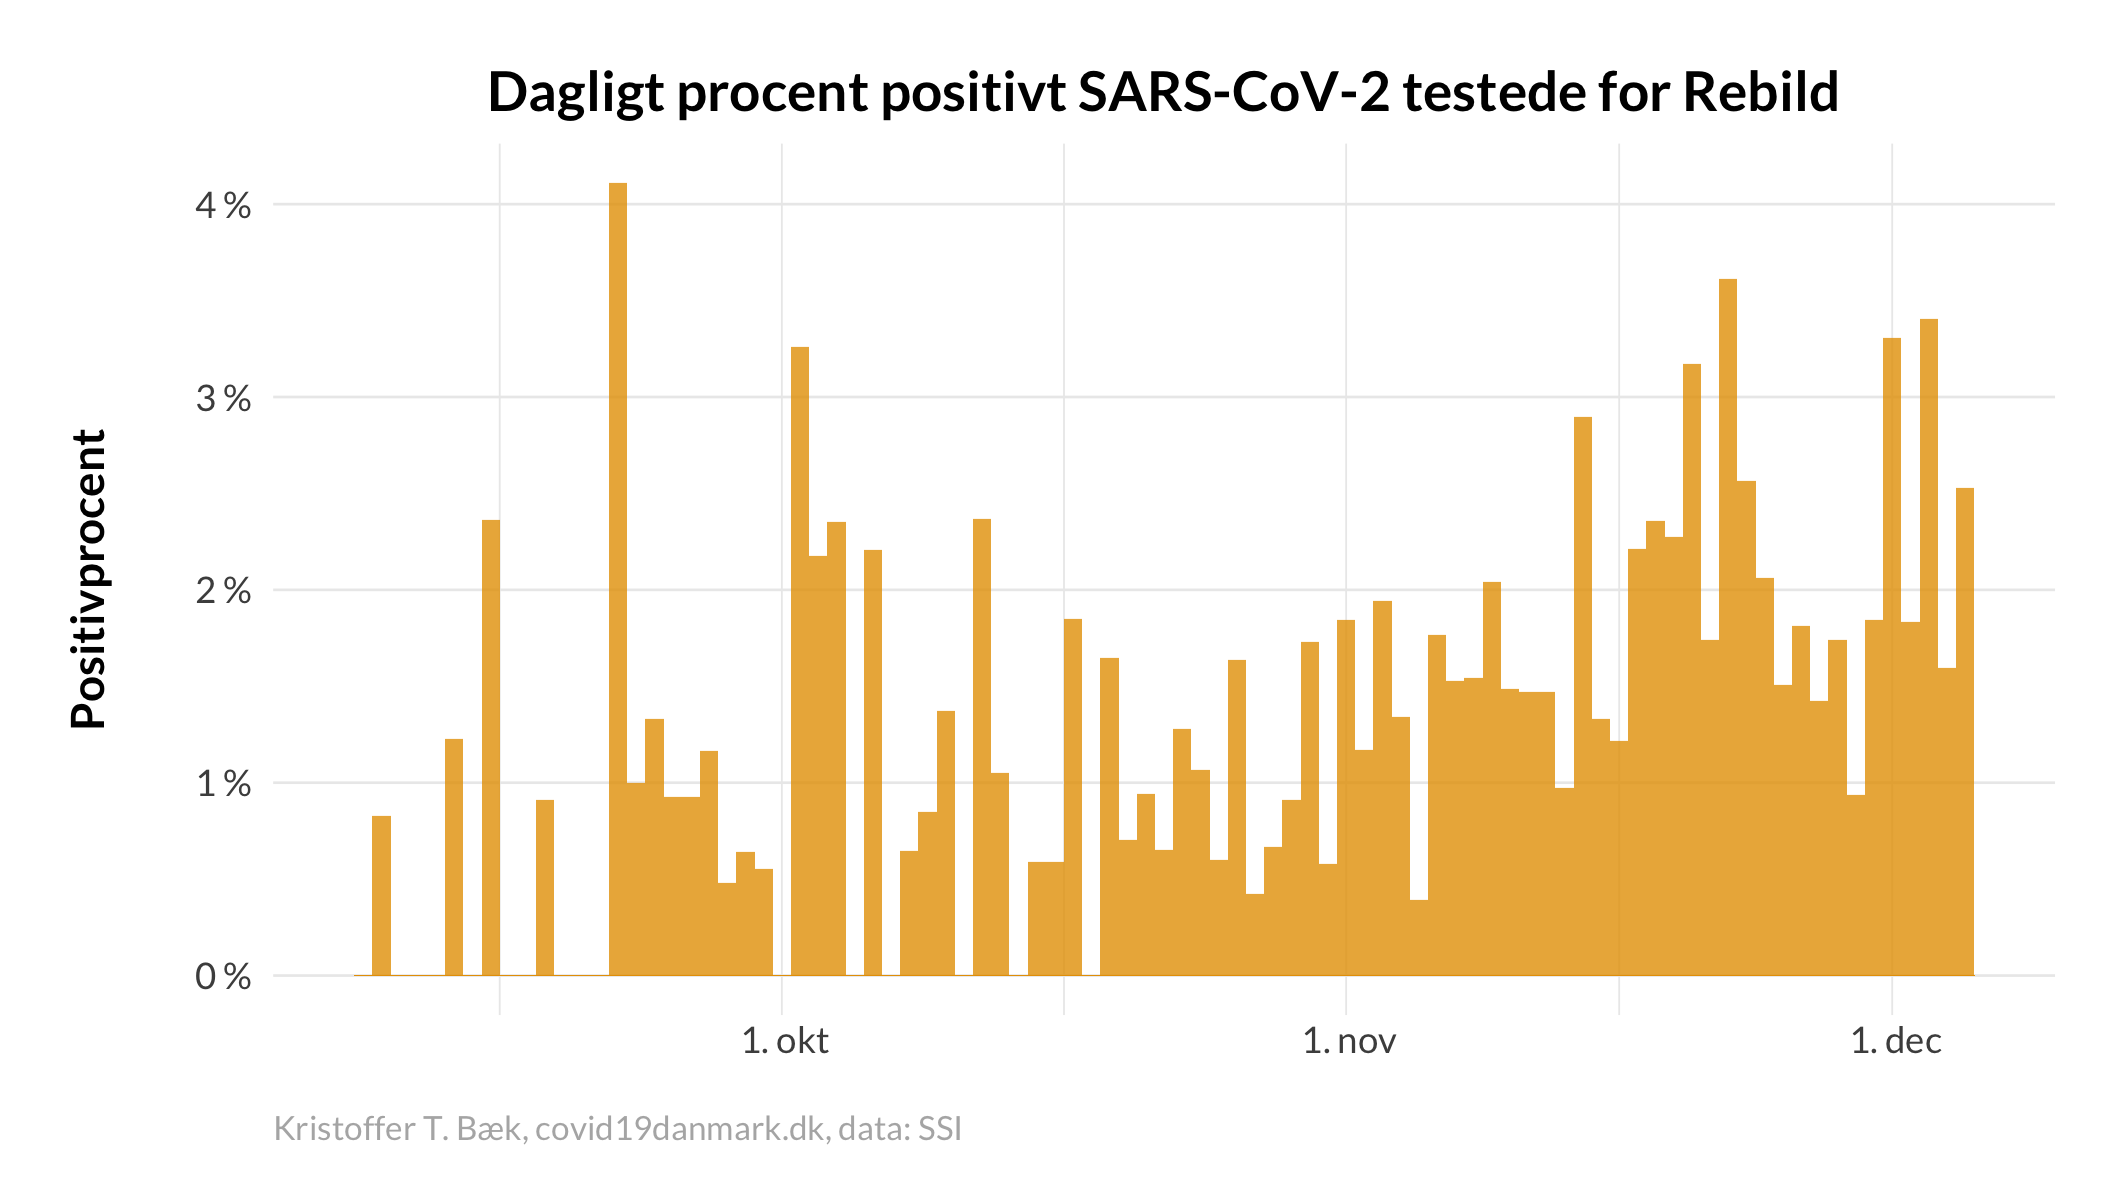 Dagligt procent positivt SARS-CoV-2 testede for Rebild
Positivprocent
4 %
3 %
2 %
1 %
0 %
1. okt
1. nov
1. dec
Kristoffer T. Bæk, covid19danmark.dk, data: SSI